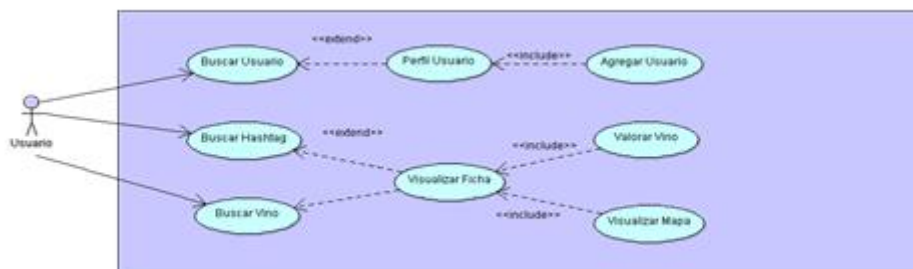 <<extend>>
Buscar Usuario
Perfil Usuario
<<include>>
Agregar Usuario
Usuario
Buscar Hashtag
<<extend>>
Valorar Vino
<<include>>
Visualizar Ficha
Buscar Vino
<<include>>
Visualizar Mapa